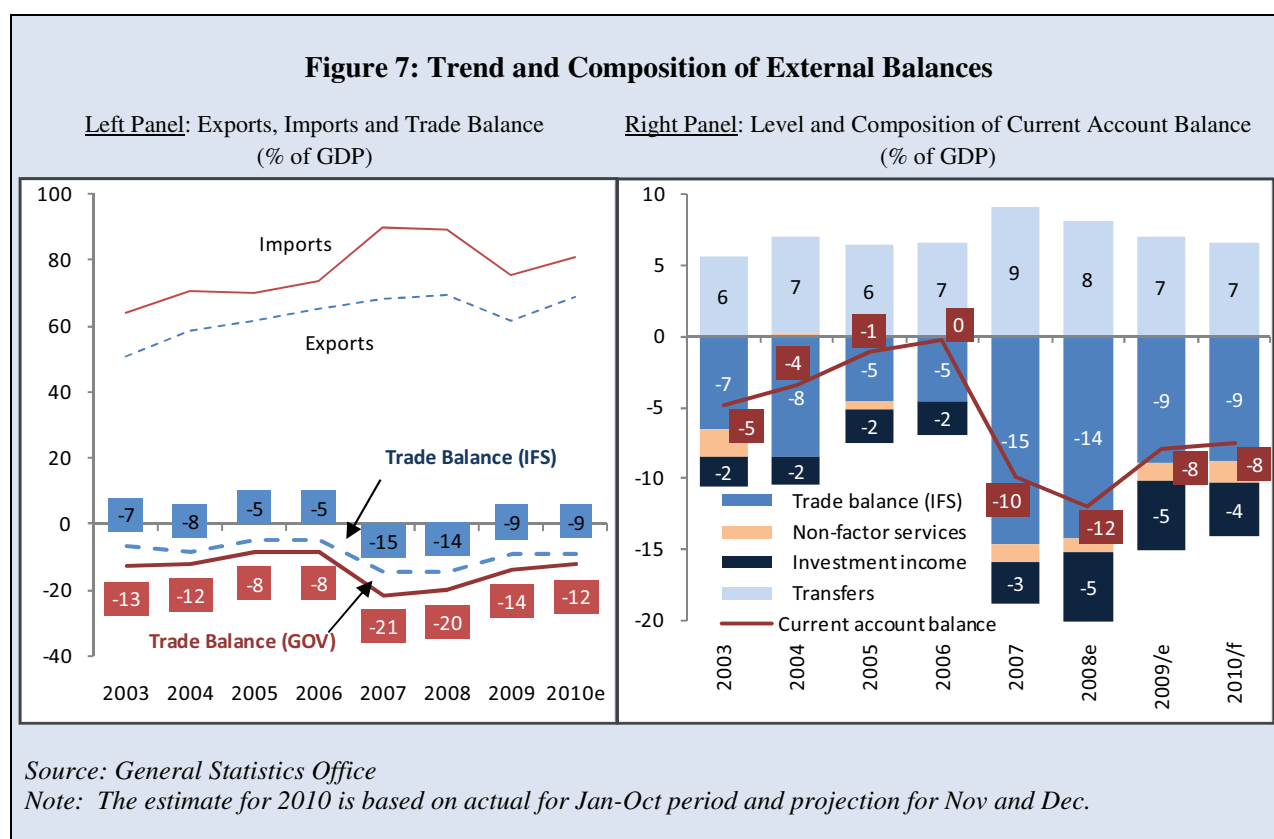 Figure 7: Trend and Composition of External Balances
Left Panel: Exports, Imports and Trade Balance
(% of GDP)
100
80
60
40
20
0
-20
-40
Imports
Exports
Trade Balance (IFS)
-7 -8 -5 -5 -15 -14 -9 -9
-13 -12 -8 -8 -21 -20 -14 -12
Trade Balance (GOV)
2003 2004 2005 2006 2007 2008 2009 2010e
Right Panel: Level and Composition of Current Account Balance
(% of GDP)
10
5
0
-5
-10
-15
-20
6 7 6 7 9 8 7 7
-7 -8 -5 -5 -15 -14 -9 -9
-5 -4 -1 0 -10 -12 -8 -8
-2 -2 -2 -2 -3 -5 -5 -4
Trade balance (IFS)
Non-factor services
Investment income
Transfers
Current account balance
2003 2004 2005 2006 2007 2008e 2009/e 2010/f
Source: General Statistics Office
Note: The estimate for 2010 is based on actual for Jan-Oct period and projection for Nov and Dec.